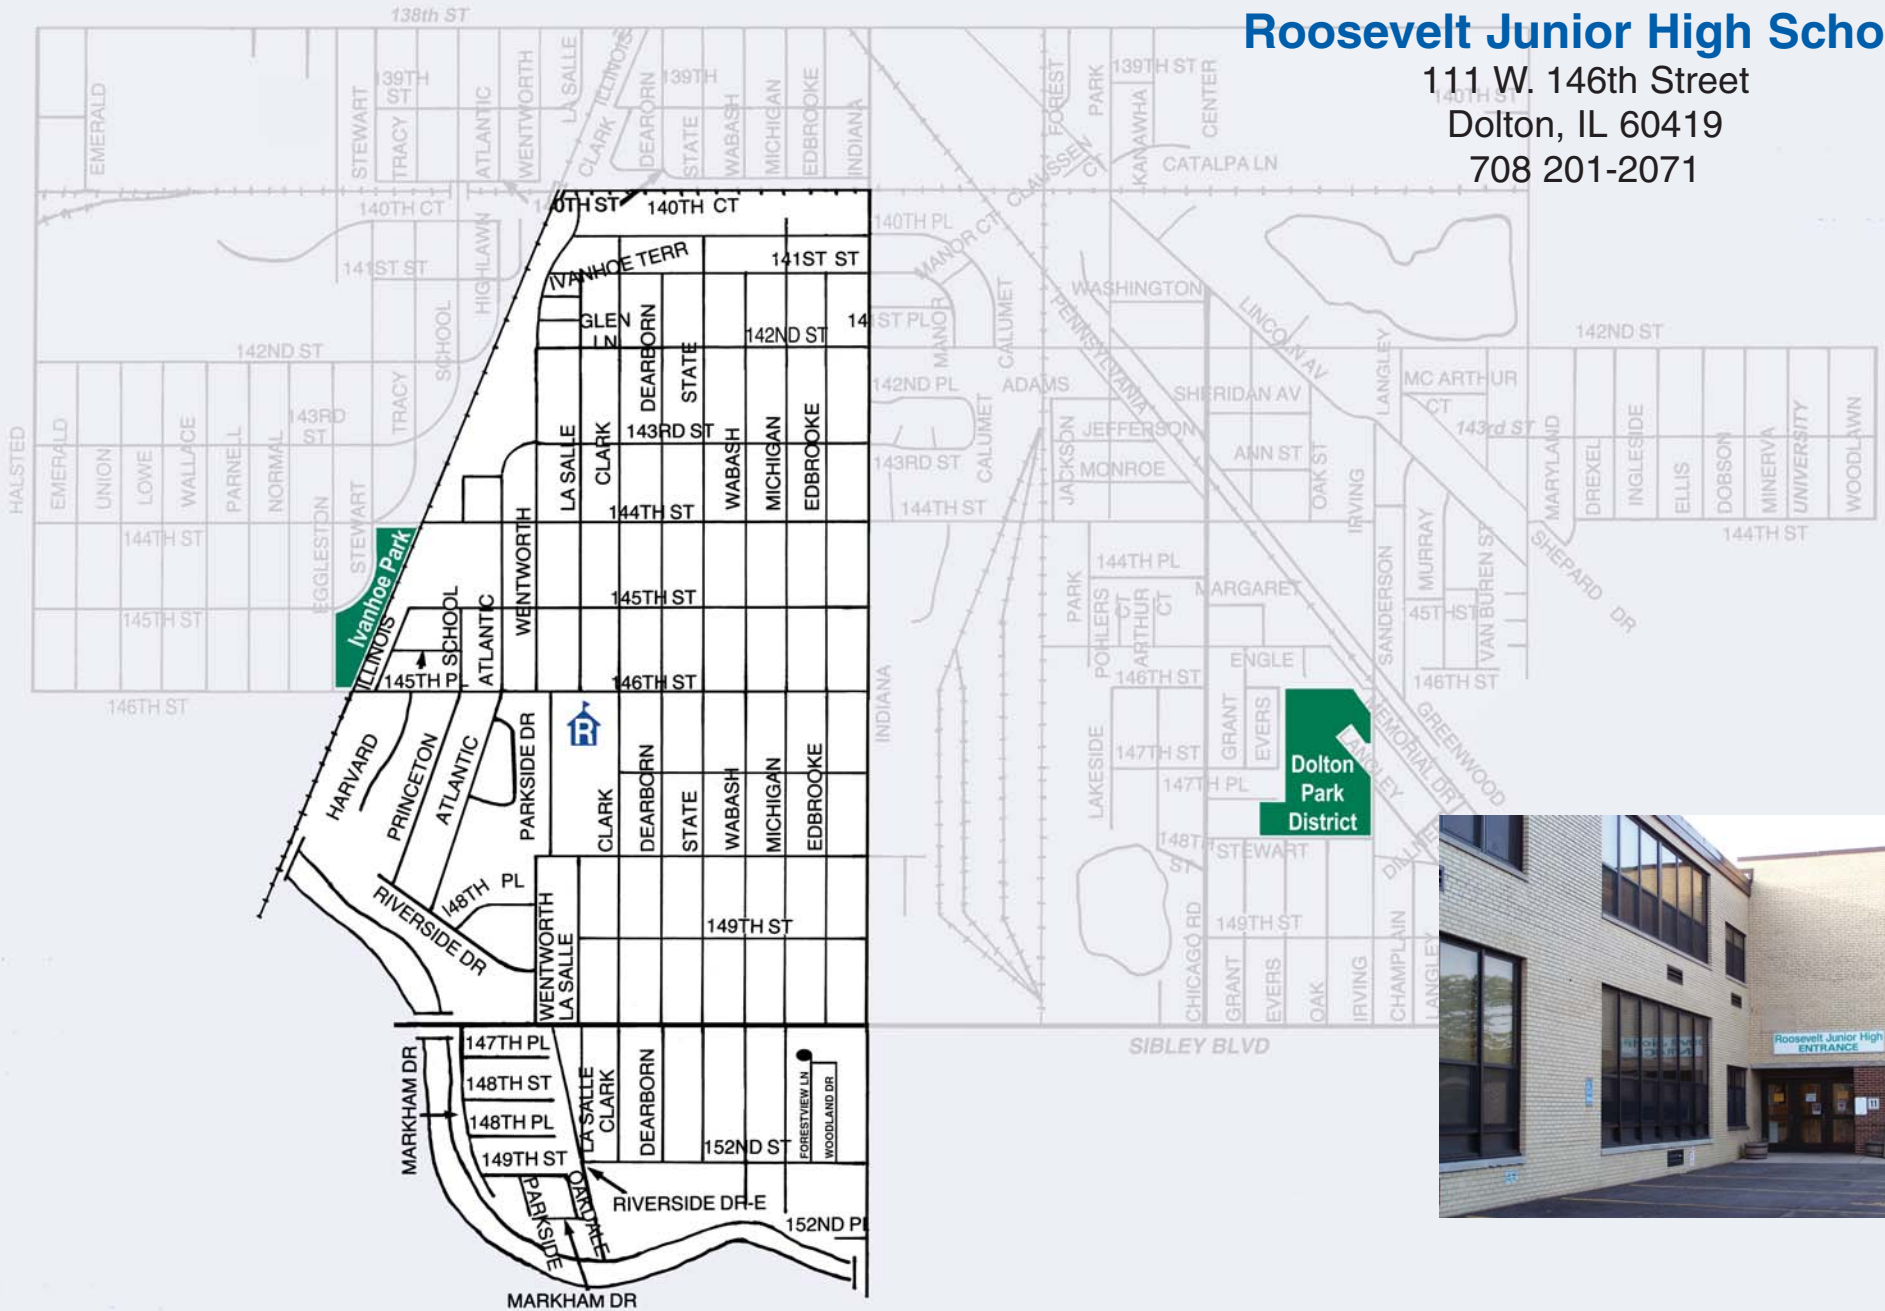 138th ST
Roosevelt Junior High Scho
111 W. 146th Street
Dolton, IL 60419
708 201-2071
EMERALD
STEWART
139TH
ST
TRACY
ATLANTIC
WENTWORTH
LA SALLE
CLARK
ILLINOIS
DEARBORN
139TH
STATE
WABASH
MICHIGAN
EDBROOKE
INDIANA
FOREST
PARK
139TH ST
KANAWHA
CENTER
140TH ST
CLAUSSEN
CT
CATALPA LN
140TH CT
0TH ST
140TH CT
140TH PL
MANOR CT
141ST ST
HIGHLAWN
IVANHOE TERR
141ST ST
SCHOOL
GLEN
LN
DEARBORN
STATE
142ND ST
141ST PL
MANOR
CALUMET
WASHINGTON
PENNSYLVANIA
LINCOLN AV
LANGLEY
142ND ST
142ND ST
142ND PL
ADAMS
SHERIDAN AV
MC ARTHUR
CT
HALSTED
EMERALD
UNION
LOWE
WALLACE
PARNELL
NORMAL
143RD
ST
TRACY
EGGLESTON
STEWART
LA SALLE
CLARK
143RD ST
WABASH
MICHIGAN
EDBROOKE
143RD ST
CALUMET
JACKSON
JEFFERSON
MONROE
ANN ST
OAK ST
IRVING
143rd ST
MARYLAND
DREXEL
INGLESIDE
ELLIS
DOBSON
MINERVA
UNIVERSITY
WOODLAWN
144TH ST
WENTWORTH
144TH ST
144TH ST
144TH ST
SHEPARD DR
Ivanhoe Park
144TH PL
MARGARET
SANDERSON
MURRAY
VAN BUREN ST
145TH ST
ILLINOIS
SCHOOL
ATLANTIC
145TH ST
PARK
POHLERS
CT
ARTHUR
CT
45TH ST
145TH PL
146TH ST
146TH ST
146TH ST
ENGLE
146TH ST
INDIANA
HARVARD
PRINCETON
ATLANTIC
PARKSIDE DR
R
CLARK
DEARBORN
STATE
WABASH
MICHIGAN
EDBROOKE
LAKESIDE
147TH ST
GRANT
EVERS
147TH PL
Dolton
Park
District
LANGLEY
MEMORIAL DR
GREENWOOD
148TH
ST
STEWART
RIVERSIDE DR
148TH PL
WENTWORTH
LA SALLE
149TH ST
CHICAGO RD
149TH ST
GRANT
EVERS
OAK
IRVING
CHAMPLAIN
LANGLEY
SIBLEY BLVD
Roosevelt Junior High
ENTRANCE
11
MARKHAM DR
147TH PL
148TH ST
148TH PL
149TH ST
LA SALLE
CLARK
DEARBORN
152ND ST
FORESTVIEW LN
WOODLAND DR
PARKSIDE
OAKDALE
RIVERSIDE DR-E
152ND PL
MARKHAM DR